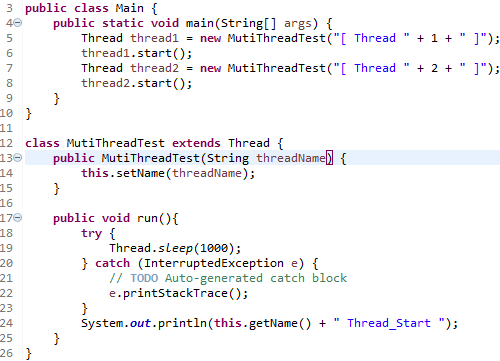 3 public class Main {
4 public static void main(String[] args) {
5 Thread thread1 = new MutiThreadTest("[ Thread " + 1 + " ]");
6 thread1.start();
7 Thread thread2 = new MutiThreadTest("[ Thread " + 2 + " ]");
8 thread2.start();
9 }
10 }
11
12 class MutiThreadTest extends Thread {
13 public MutiThreadTest(String threadName) {
14 this.setName(threadName);
15 }
16
17 public void run(){
18 try {
19 Thread.sleep(1000);
20 } catch (InterruptedException e) {
21 // TODO Auto-generated catch block
22 e.printStackTrace();
23 }
24 System.out.println(this.getName() + " Thread_Start ");
25 }
26 }